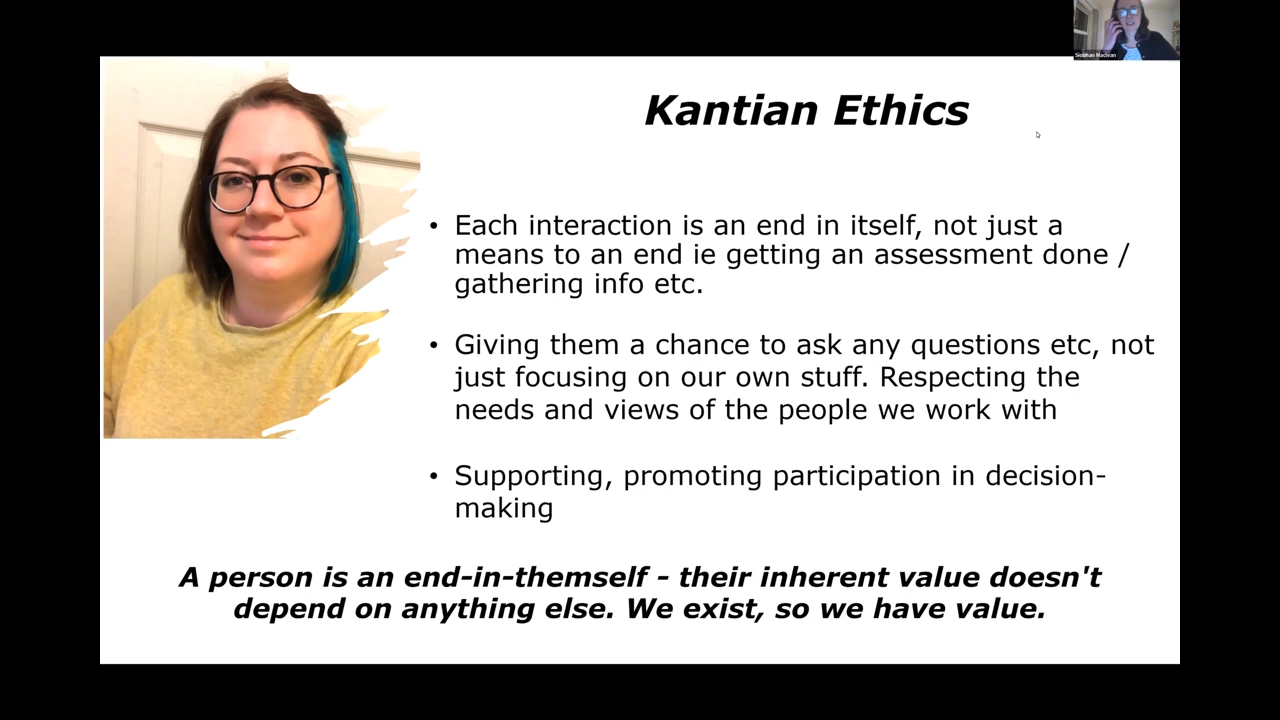 Siobhan Maclean
Kantian Ethics
• Each interaction is an end in itself, not just a
means to an end ie getting an assessment done /
gathering info etc.
• Giving them a chance to ask any questions etc, not
just focusing on our own stuff. Respecting the
needs and views of the people we work with
• Supporting, promoting participation in decision-
making
A person is an end-in-themself - their inherent value doesn't
depend on anything else. We exist, so we have value.